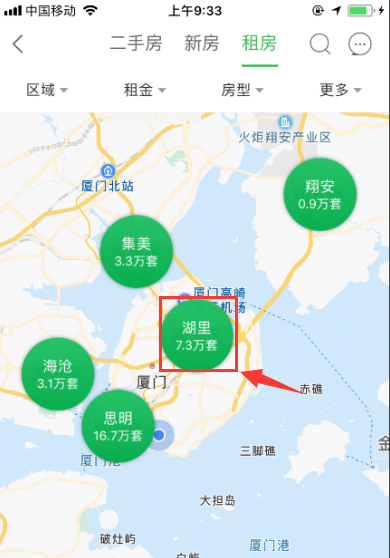 中国移动
上午9:33
二手房
新房
租房
区域
租金
房型
更多
火炬翔安产业区
厦门北站
翔安
0.9万套
集美
3.3万套
厦门高崎
机场
湖里
7.3万套
海沧
3.1万套
厦门
赤礁
思明
16.7万套
金
厦门港
三脚礁
大担岛
破灶屿
厦门港
白屿